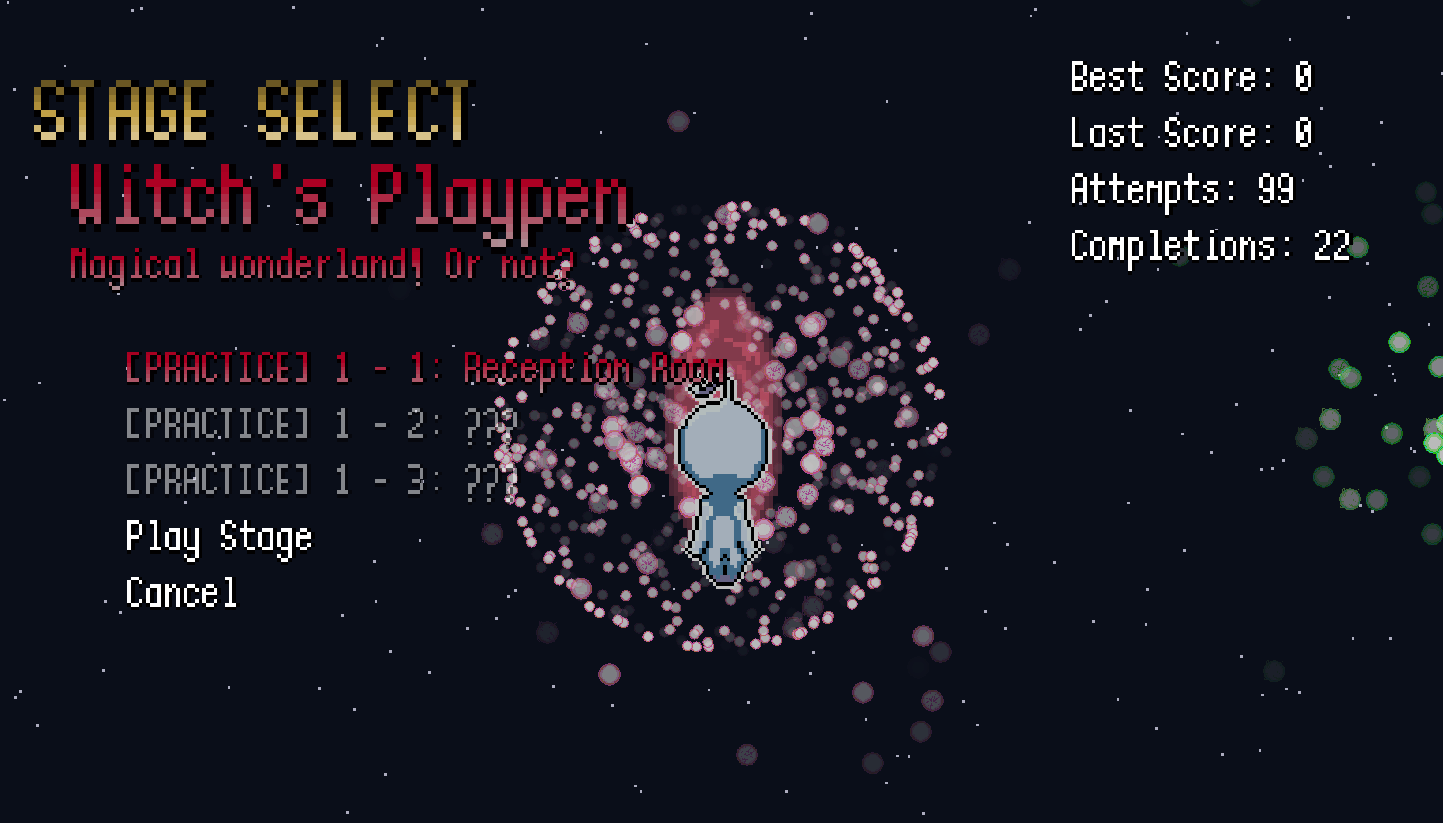 STAGE SELECT
Witch's Playpen
Magical wonderland! Or not?
[PRACTICE] 1 - 1: Reception Room
[PRACTICE] 1 - 2: ???
[PRACTICE] 1 - 3: ???
Play Stage
Cancel
Best Score: 0
Last Score: 0
Attempts: 99
Completions: 22